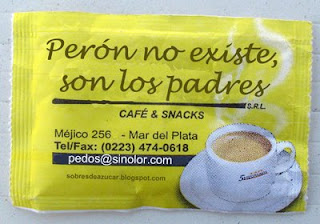 Perón no existe,
son los padres
S.R.L.
CAFÉ & SNACKS
Méjico 256 - Mar del Plata
Tel/Fax: (0223) 474-0618
pedos@sinolor.com
sobresdeazucar.blogspot.com